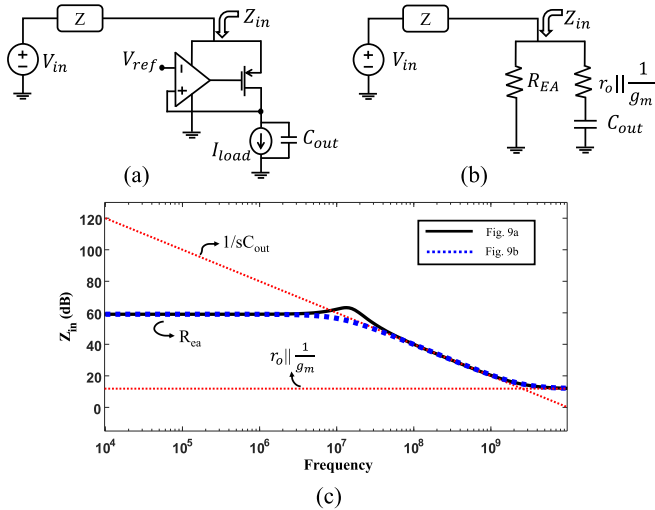 Z
Z_in
V_in
V_ref
I_load
C_out
(a)
Z
Z_in
V_in
R_EA
r_o || 1/g_m
C_out
(b)
Z_in (dB)
120
100
80
60
40
20
0
1/sC_out
R_ea
r_o || 1/g_m
Fig. 9a
Fig. 9b
10^4
10^5
10^6
10^7
10^8
10^9
Frequency
(c)